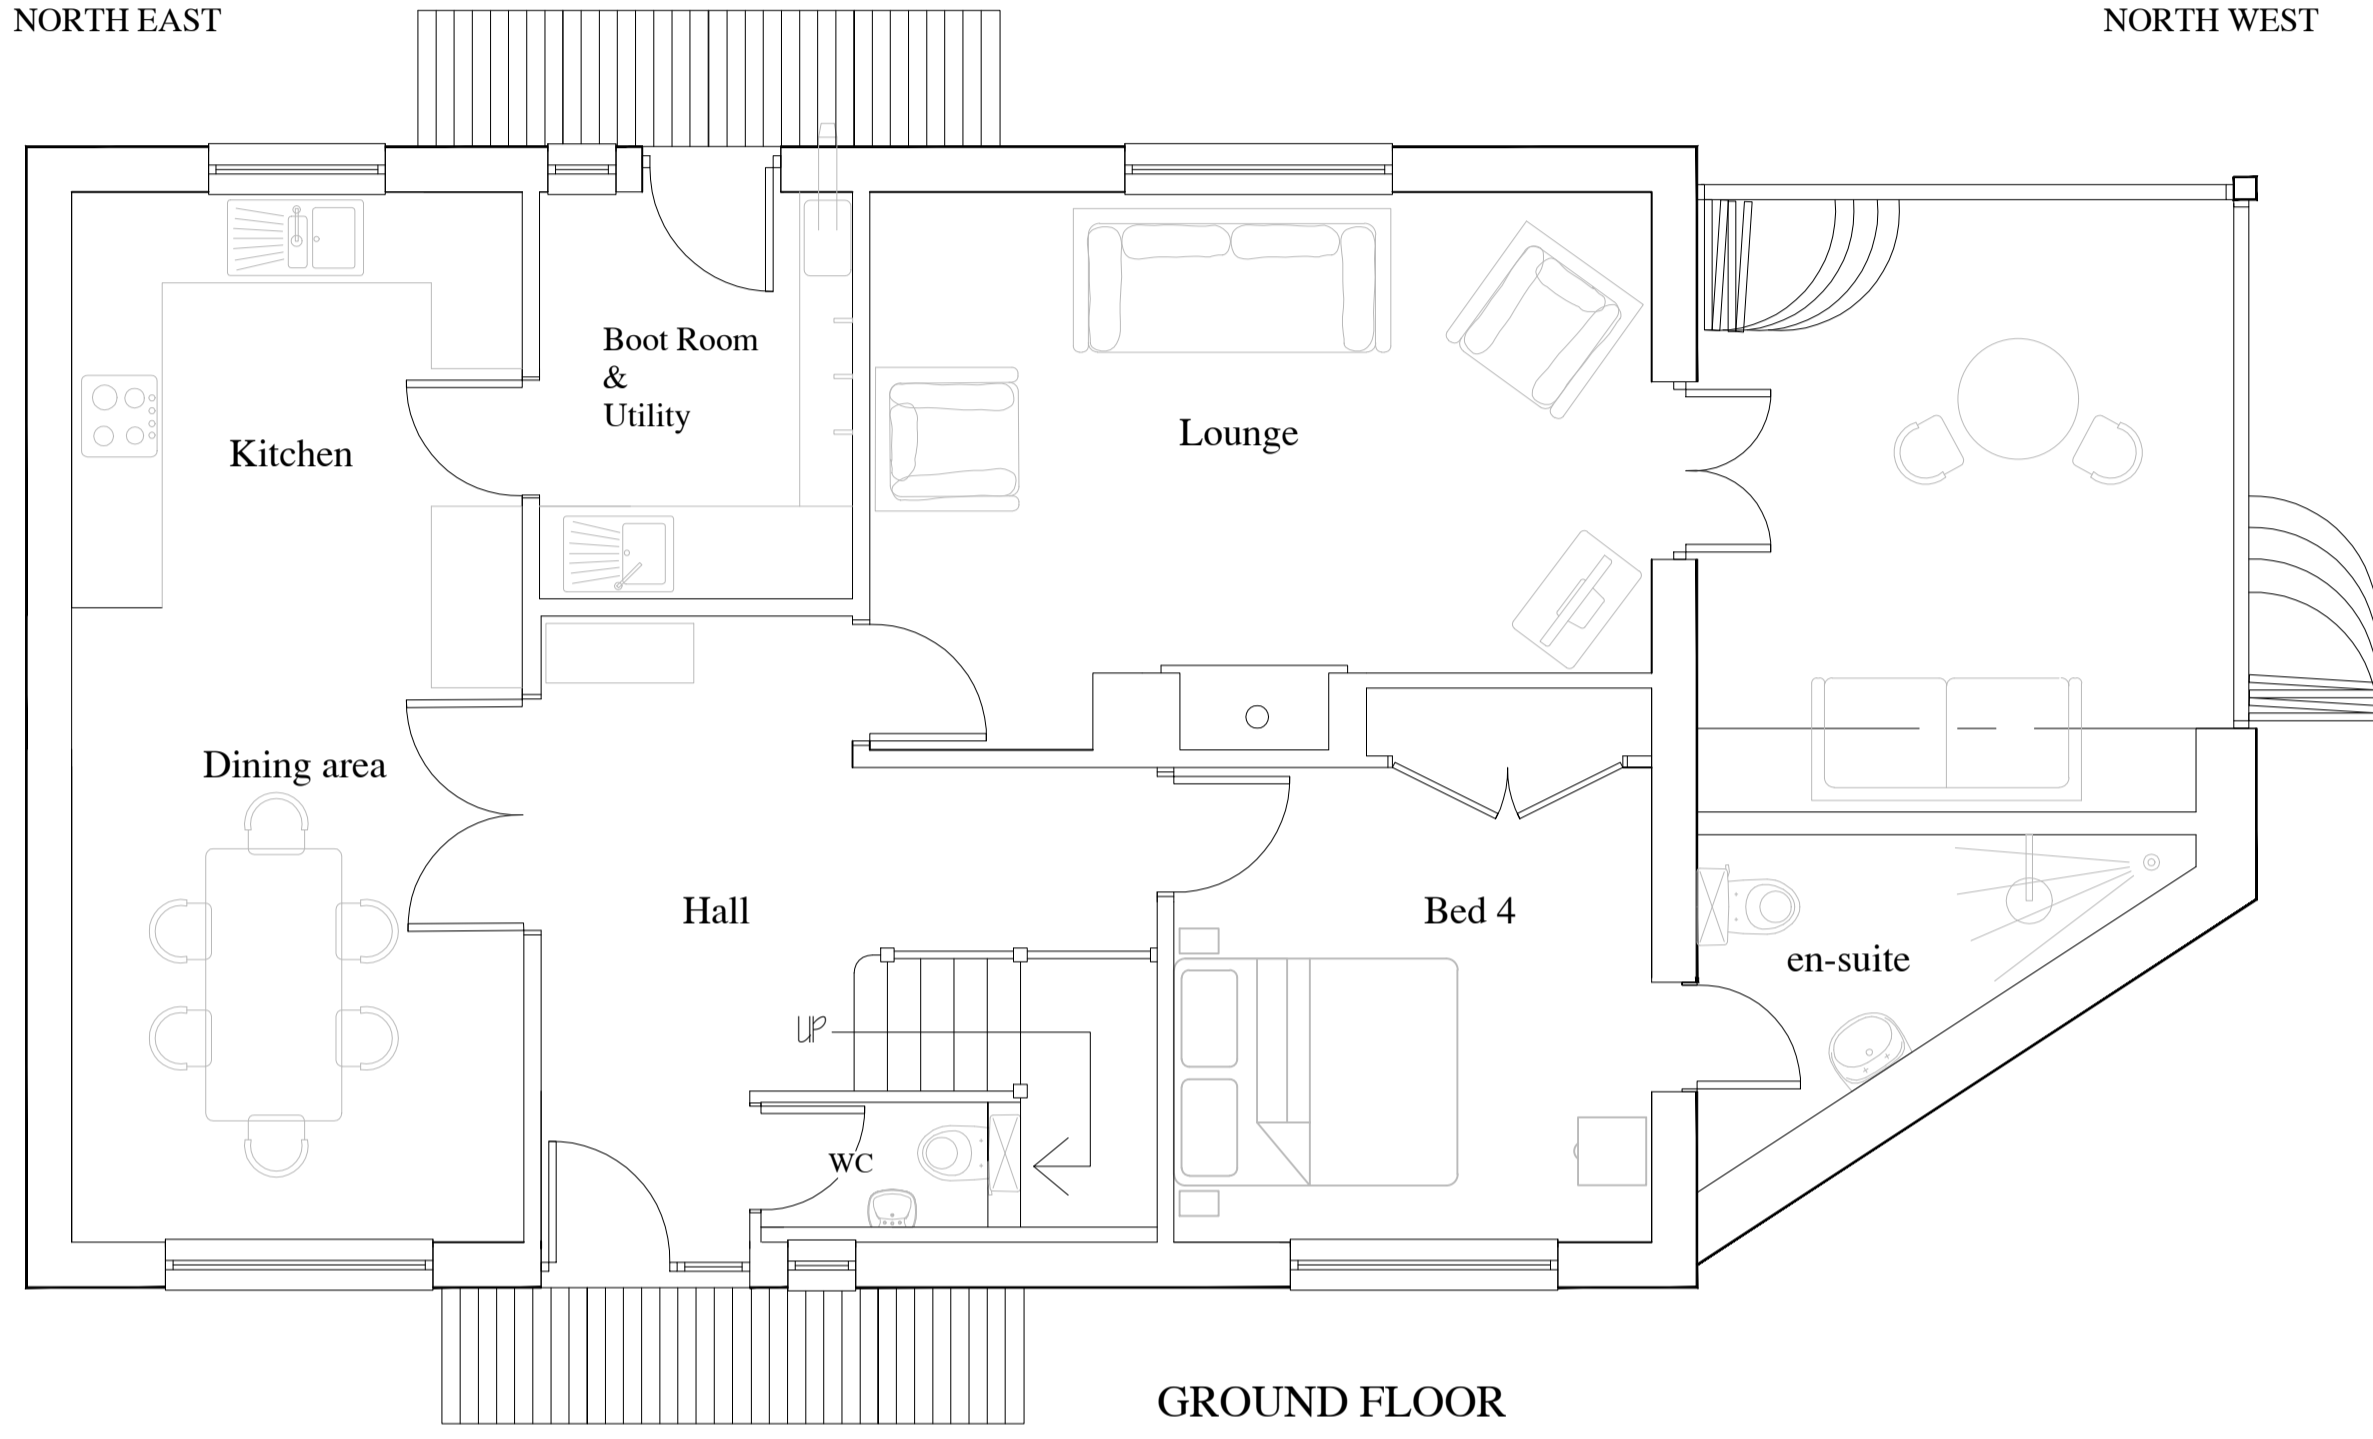 NORTH EAST
NORTH WEST
Boot Room
&
Utility
Kitchen
Lounge
Dining area
Hall
Bed 4
en-suite
UP
WC
GROUND FLOOR